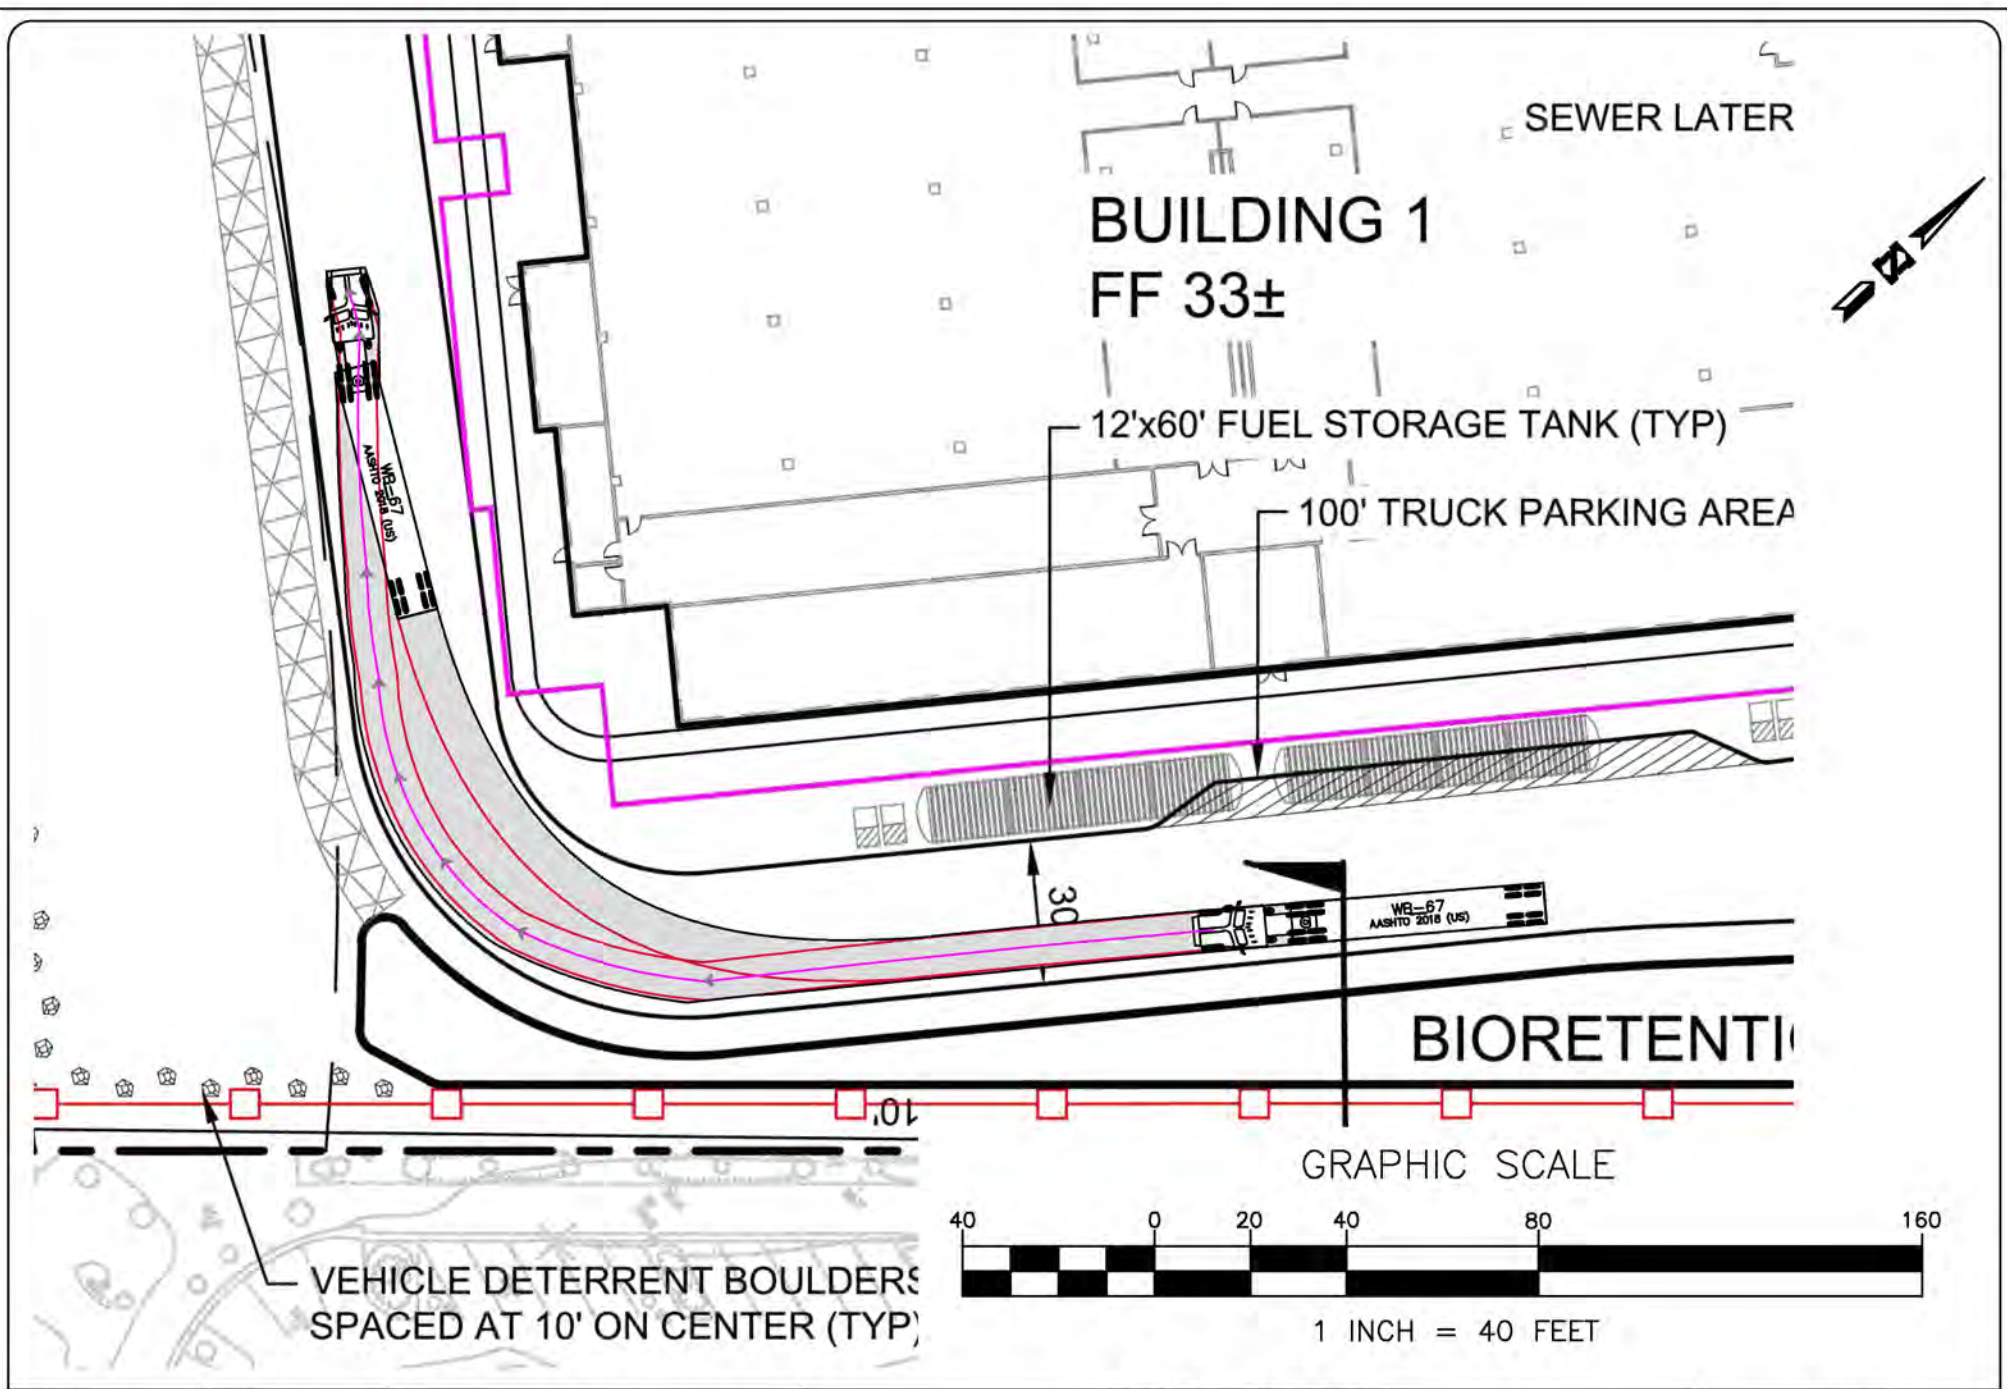 SEWER LATER
BUILDING 1
FF 33±
12'x60' FUEL STORAGE TANK (TYP)
100' TRUCK PARKING AREA
WB-67
AASHTO 2018 (US)
30
WB-67
AASHTO 2018 (US)
BIORETENTI
10'
N
VEHICLE DETERRENT BOULDERS
SPACED AT 10' ON CENTER (TYP)
GRAPHIC SCALE
40 0 20 40 80 160
1 INCH = 40 FEET